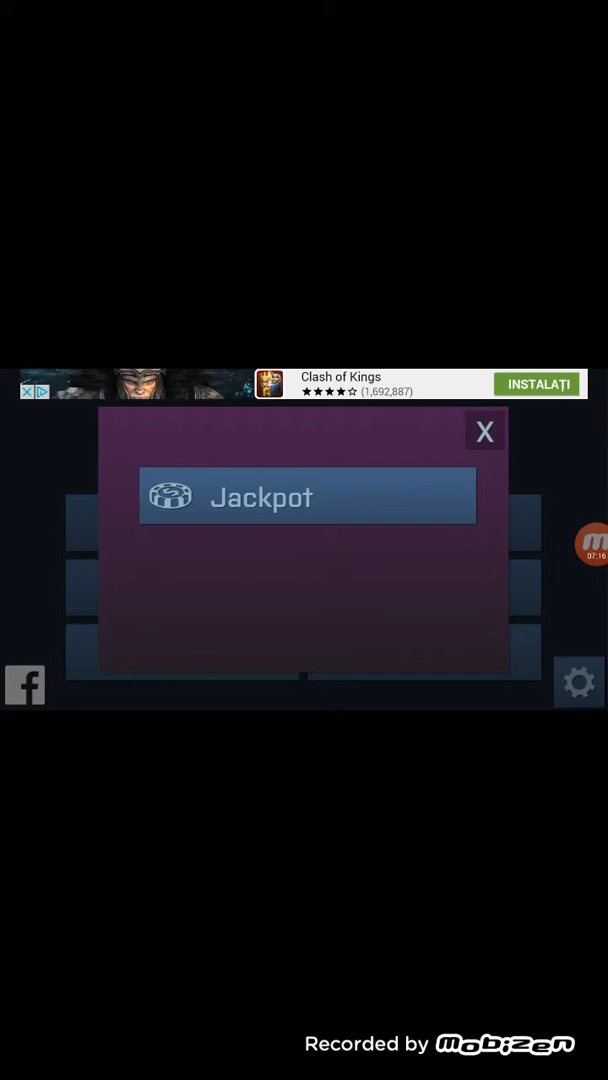 Clash of Kings
★★★★☆ (1,692,887)
INSTALAȚI
X
Jackpot
07:16
Recorded by mobizen